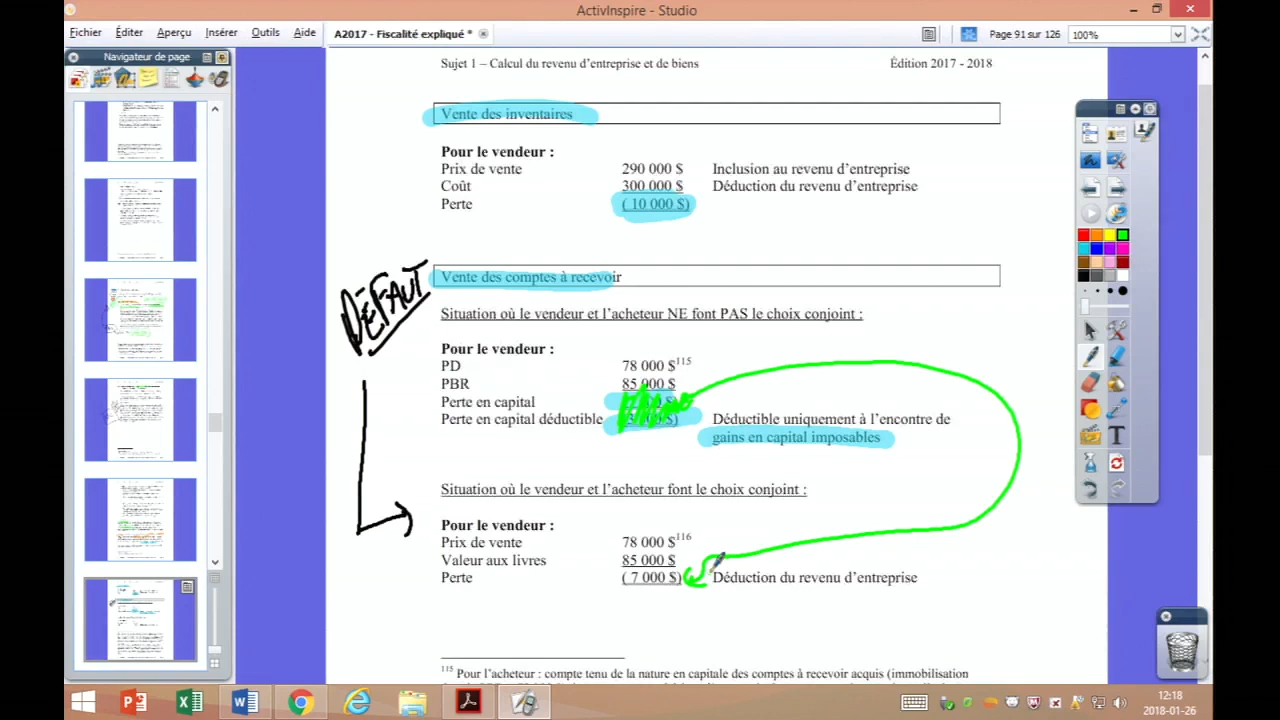 ActivInspire - Studio
Fichier Éditer Aperçu Insérer Outils Aide
A2017 - Fiscalité expliqué *
Page 91 sur 126
100%
Navigateur de page
Sujet 1 – Calcul du revenu d’entreprise et de biens Édition 2017 - 2018
Vente des inventaires
Pour le vendeur :
Prix de vente 290 000 $ Inclusion au revenu d’entreprise
Coût 300 000 $ Déduction du revenu d’entreprise
Perte ( 10 000 $)
DÉFAUT
Vente des comptes à recevoir
Situation où le vendeur et l’acheteur NE font PAS le choix conjoint :
Pour le vendeur :
PD 78 000 $115
PBR 85 000 $
Perte en capital
Perte en capital déductible Déductible uniquement à l’encontre de
gains en capital imposables
Situation où le vendeur et l’acheteur font le choix conjoint :
Pour le vendeur :
Prix de vente 78 000 $116
Valeur aux livres 85 000 $
Perte ( 7 000 $) Déduction du revenu d’entreprise
115 Pour l’acheteur : compte tenu de la nature en capitale des comptes à recevoir acquis (immobilisation
12:18
2018-01-26